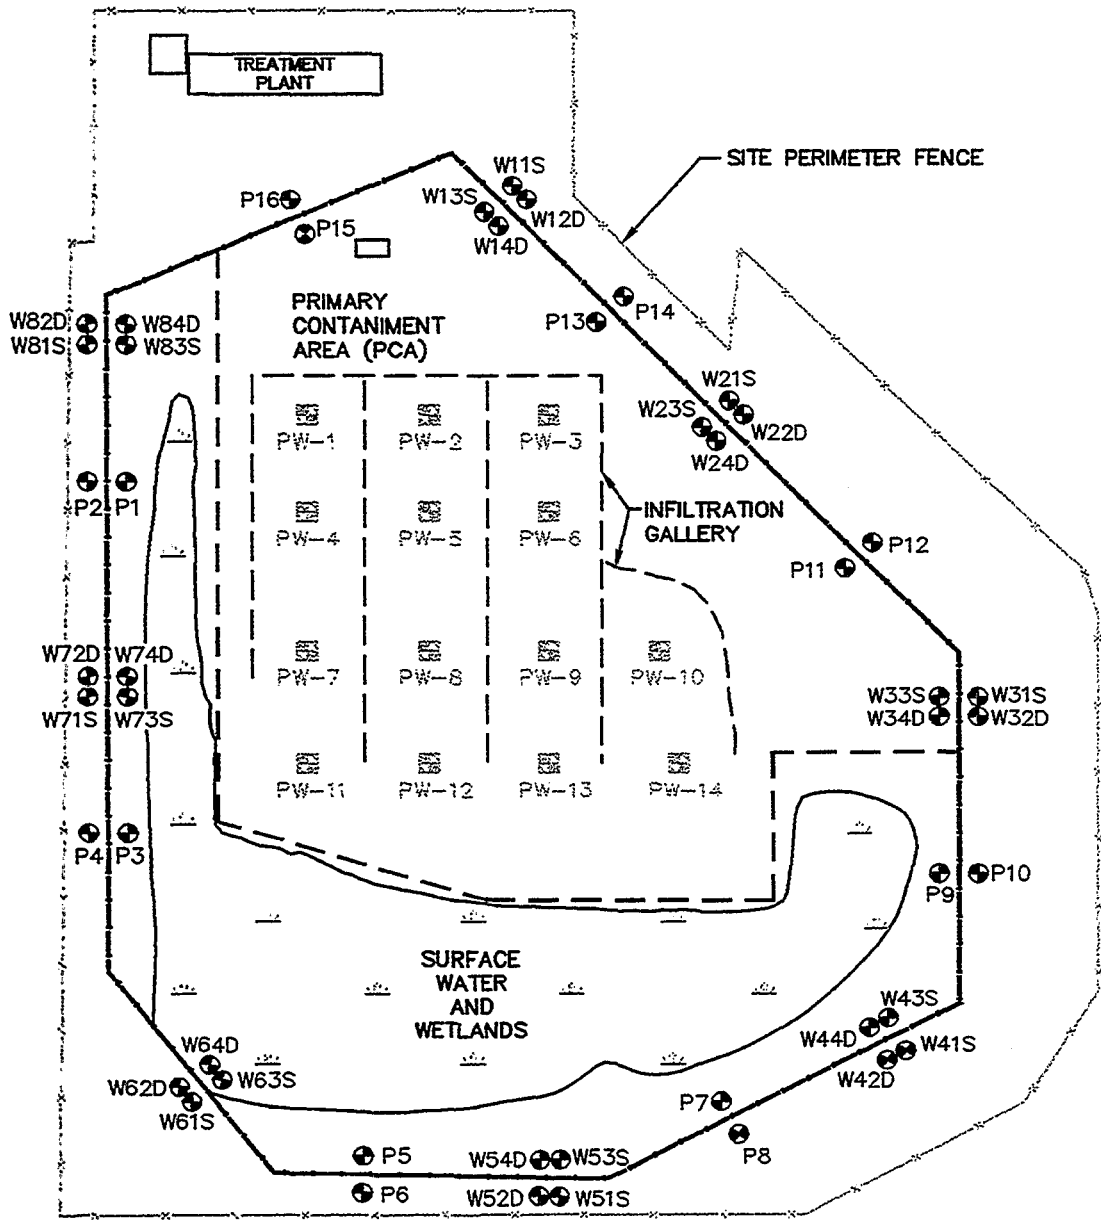 TREATMENT
PLANT
SITE PERIMETER FENCE
W11S
W13S
W12D
W14D
P16
P15
PRIMARY
CONTANIMENT
AREA (PCA)
P14
P13
W82D
W84D
W81S
W83S
W21S
W23S
W22D
W24D
PW-1
PW-2
PW-3
P2
P1
INFILTRATION
GALLERY
PW-4
PW-5
PW-6
P12
P11
W72D
W74D
W71S
W73S
PW-7
PW-8
PW-9
PW-10
W33S
W31S
W34D
W32D
PW-11
PW-12
PW-13
PW-14
P4
P3
P9
P10
SURFACE
WATER
AND
WETLANDS
W43S
W44D
W41S
W42D
W64D
W63S
W62D
W61S
P7
P8
P5
P6
W54D
W53S
W52D
W51S